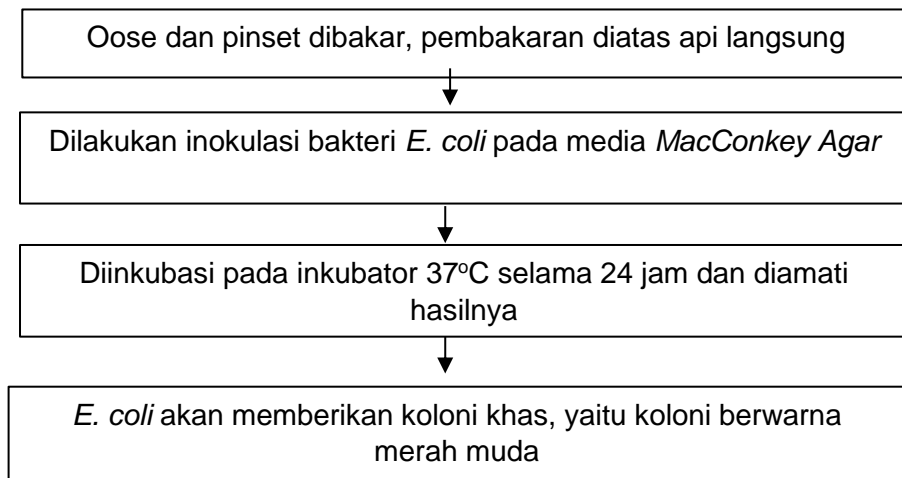 Oose dan pinset dibakar, pembakaran diatas api langsung
Dilakukan inokulasi bakteri E. coli pada media MacConkey Agar
Diinkubasi pada inkubator 37oC selama 24 jam dan diamati
hasilnya
E. coli akan memberikan koloni khas, yaitu koloni berwarna
merah muda